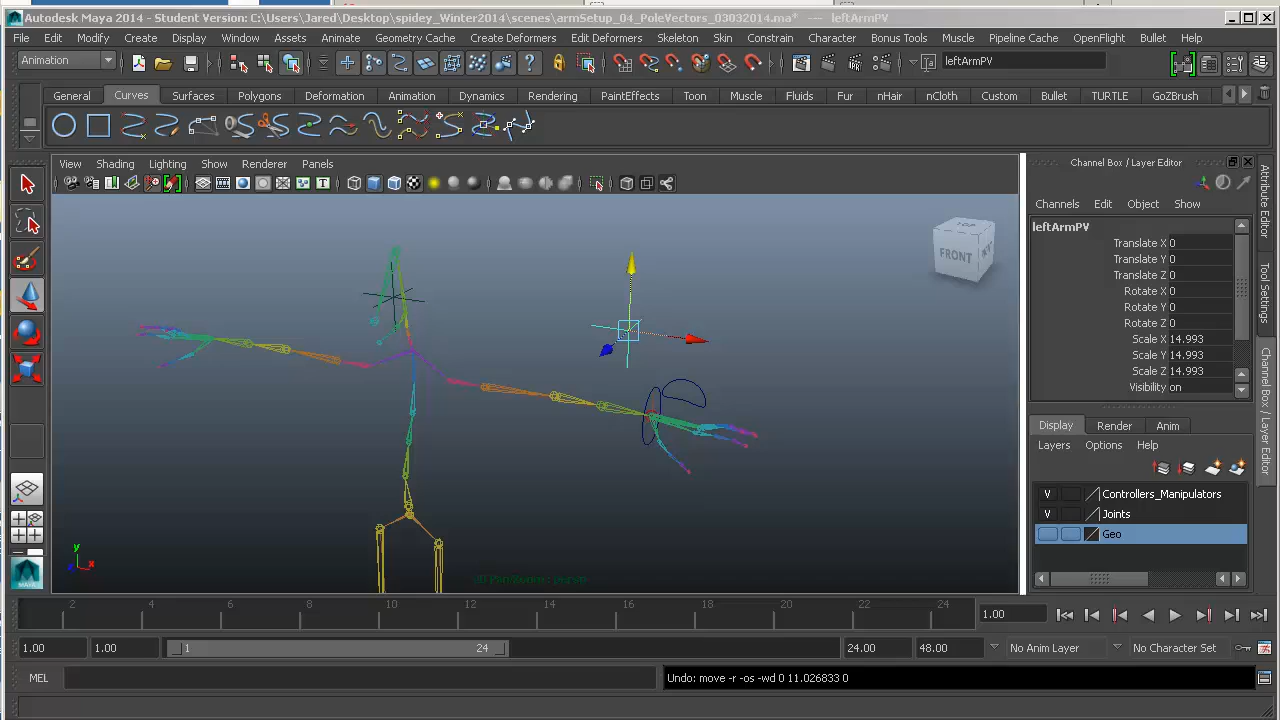 Autodesk Maya 2014 - Student Version: C:\Users\Jared\Desktop\spidey_Winter2014\scenes\armSetup_04_PoleVectors_03032014.ma* --- leftArmPV
File Edit Modify Create Display Window Assets Animate Geometry Cache Create Deformers Edit Deformers Skeleton Skin Constrain Character Bonus Tools Muscle Pipeline Cache OpenFlight Bullet Help
Animation leftArmPV
General Curves Surfaces Polygons Deformation Animation Dynamics Rendering PaintEffects Toon Muscle Fluids Fur nHair nCloth Custom Bullet TURTLE GoZBrush
View Shading Lighting Show Renderer Panels
Channel Box / Layer Editor
Channels Edit Object Show
leftArmPV
Translate X 0
Translate Y 0
Translate Z 0
Rotate X 0
Rotate Y 0
Rotate Z 0
Scale X 14.993
Scale Y 14.993
Scale Z 14.993
Visibility on
TOP
FRONT
Display Render Anim
Layers Options Help
V Controllers_Manipulators
V Joints
Geo
Attribute Editor
Tool Settings
Channel Box / Layer Editor
y
x
MAYA
2 4 6 8 10 12 14 16 18 20 22 24
1.00
1.00 1.00 1 24 24.00 48.00 No Anim Layer No Character Set
MEL Undo: move -r -os -wd 0 11.026833 0